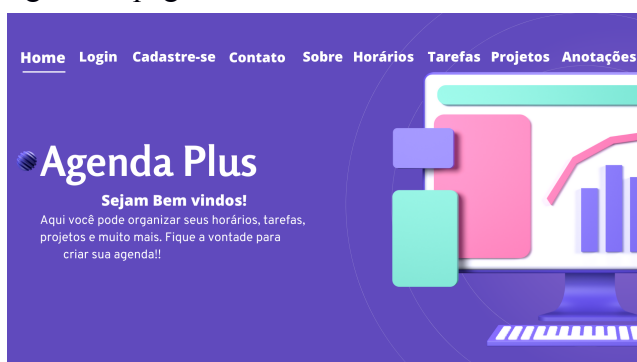 Home Login Cadastre-se Contato Sobre Horários Tarefas Projetos Anotações
Agenda Plus
Sejam Bem vindos!
Aqui você pode organizar seus horários, tarefas,
projetos e muito mais. Fique a vontade para
criar sua agenda!!